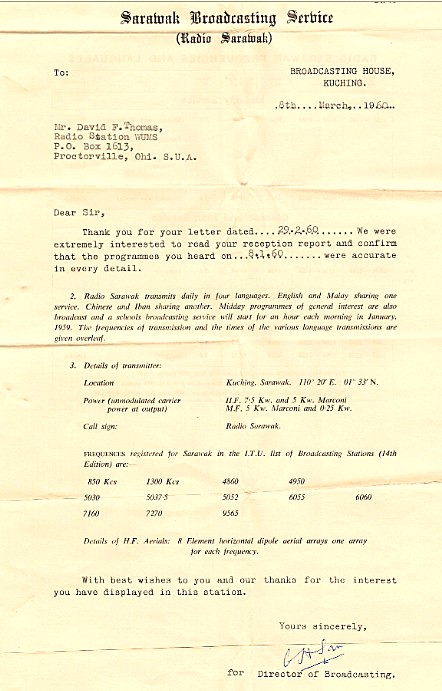 Sarawak Broadcasting Service
(Radio Sarawak)
To:
BROADCASTING HOUSE,
KUCHING.
8th....March,..1960...
Mr. David F.Thomas,
Radio Station WUMS
P.O. Box 1613,
Proctorville, Ohi. S.U.A.
Dear Sir,
Thank you for your letter dated....29.2.60...... We were
extremely interested to read your reception report and confirm
that the programmes you heard on...8.1.60....... were accurate
in every detail.
2. Radio Sarawak transmits daily in four languages. English and Malay sharing one
service. Chinese and Iban sharing another. Midday programmes of general interest are also
broadcast and a schools broadcasting service will start for an hour each morning in January,
1959. The frequencies of transmission and the times of the various language transmissions are
given overleaf.
3. Details of transmitter:
Location Kuching. Sarawak. 110° 20' E. 01° 33' N.
Power (unmodulated carrier H.F. 7·5 Kw. and 5 Kw. Marconi
power at output) M.F. 5 Kw. Marconi and 0·25 Kw.
Call sign: Radio Sarawak.
FREQUENCES registered for Sarawak in the I.T.U. list of Broadcasting Stations (14th
Edition) are:—
850 Kcs 1300 Kcs 4860 4950
5030 5037·5 5052 6055 6060
7160 7270 9565
Details of H.F. Aerials: 8 Element horizontal dipole aerial arrays one array
for each frequency.
With best wishes to you and our thanks for the interest
you have displayed in this station.
Yours sincerely,
for Director of Broadcasting.